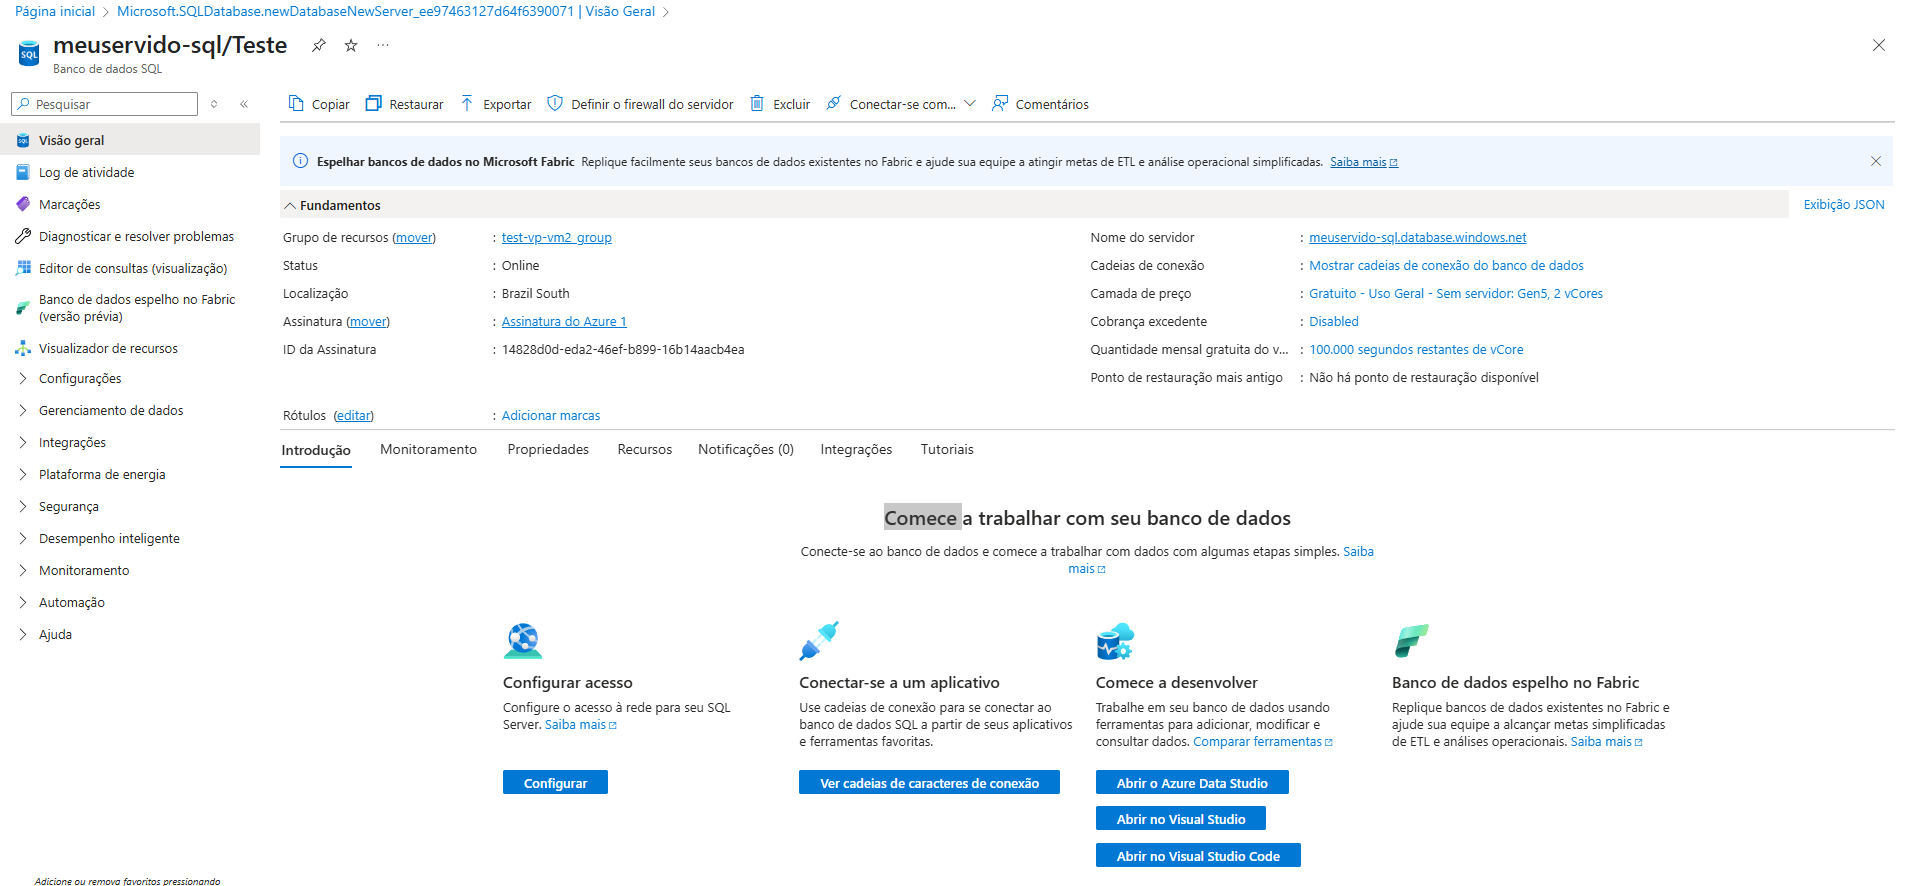 Página inicial > Microsoft.SQLDatabase.newDatabaseNewServer_ee97463127d64f6390071 | Visão Geral >
SQL
meuservido-sql/Teste
Banco de dados SQL
Pesquisar
Visão geral
Log de atividade
Marcações
Diagnosticar e resolver problemas
Editor de consultas (visualização)
Banco de dados espelho no Fabric
(versão prévia)
Visualizador de recursos
Configurações
Gerenciamento de dados
Integrações
Plataforma de energia
Segurança
Desempenho inteligente
Monitoramento
Automação
Ajuda
Adicione ou remova favoritos pressionando
Copiar Restaurar Exportar Definir o firewall do servidor Excluir Conectar-se com... Comentários
Espelhar bancos de dados no Microsoft Fabric Replique facilmente seus bancos de dados existentes no Fabric e ajude sua equipe a atingir metas de ETL e análise operacional simplificadas. Saiba mais
Fundamentos
Exibição JSON
Grupo de recursos (mover) : test-vp-vm2_group
Status : Online
Localização : Brazil South
Assinatura (mover) : Assinatura do Azure 1
ID da Assinatura : 14828d0d-eda2-46ef-b899-16b14aacb4ea
Nome do servidor : meuservido-sql.database.windows.net
Cadeias de conexão : Mostrar cadeias de conexão do banco de dados
Camada de preço : Gratuito - Uso Geral - Sem servidor: Gen5, 2 vCores
Cobrança excedente : Disabled
Quantidade mensal gratuita do v... : 100.000 segundos restantes de vCore
Ponto de restauração mais antigo : Não há ponto de restauração disponível
Rótulos (editar) : Adicionar marcas
Introdução Monitoramento Propriedades Recursos Notificações (0) Integrações Tutoriais
Comece a trabalhar com seu banco de dados
Conecte-se ao banco de dados e comece a trabalhar com dados com algumas etapas simples. Saiba
mais
Configurar acesso
Configure o acesso à rede para seu SQL
Server. Saiba mais
Configurar
Conectar-se a um aplicativo
Use cadeias de conexão para se conectar ao
banco de dados SQL a partir de seus aplicativos
e ferramentas favoritas.
Ver cadeias de caracteres de conexão
Comece a desenvolver
Trabalhe em seu banco de dados usando
ferramentas para adicionar, modificar e
consultar dados. Comparar ferramentas
Abrir o Azure Data Studio
Abrir no Visual Studio
Abrir no Visual Studio Code
Banco de dados espelho no Fabric
Replique bancos de dados existentes no Fabric e
ajude sua equipe a alcançar metas simplificadas
de ETL e análises operacionais. Saiba mais